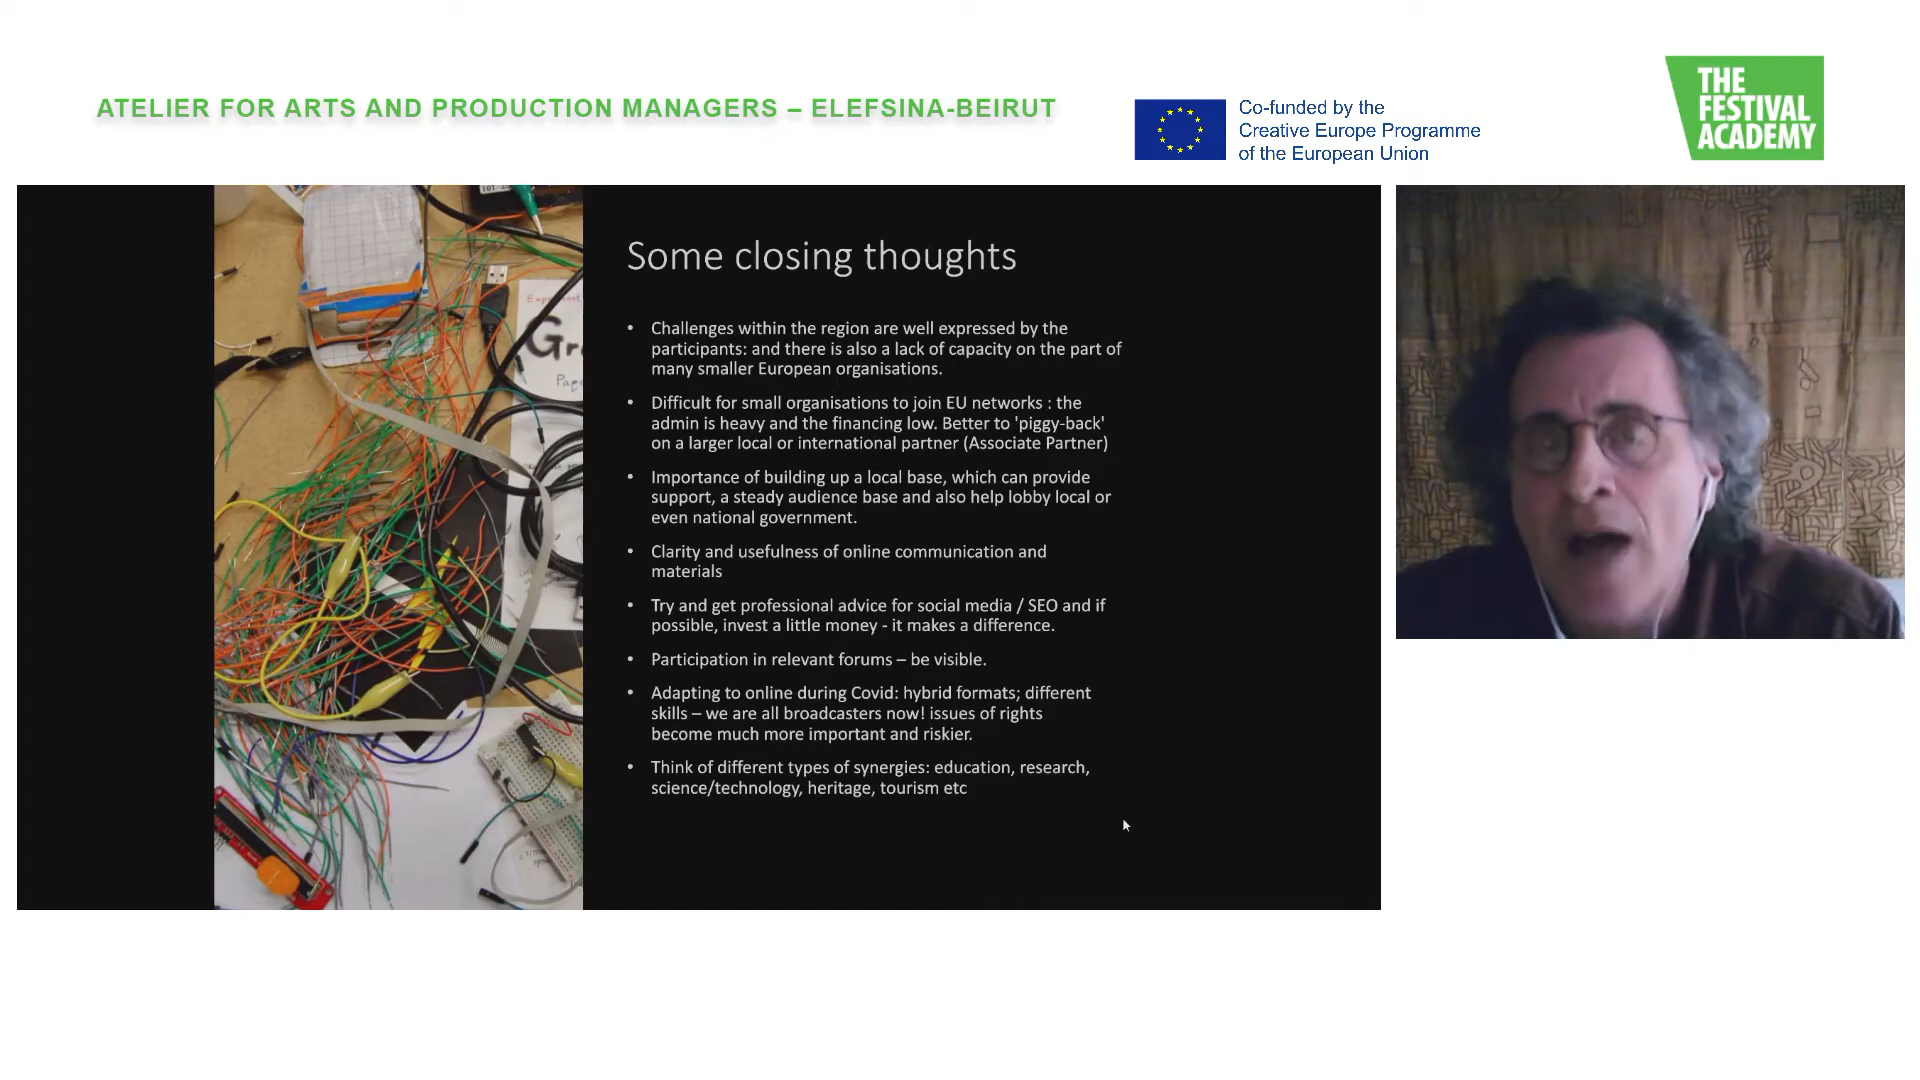 ATELIER FOR ARTS AND PRODUCTION MANAGERS – ELEFSINA-BEIRUT
Co-funded by the
Creative Europe Programme
of the European Union
THE
FESTIVAL
ACADEMY
Some closing thoughts
• Challenges within the region are well expressed by the
participants: and there is also a lack of capacity on the part of
many smaller European organisations.
• Difficult for small organisations to join EU networks : the
admin is heavy and the financing low. Better to 'piggy-back'
on a larger local or international partner (Associate Partner)
• Importance of building up a local base, which can provide
support, a steady audience base and also help lobby local or
even national government.
• Clarity and usefulness of online communication and
materials
• Try and get professional advice for social media / SEO and if
possible, invest a little money - it makes a difference.
• Participation in relevant forums – be visible.
• Adapting to online during Covid: hybrid formats; different
skills – we are all broadcasters now! issues of rights
become much more important and riskier.
• Think of different types of synergies: education, research,
science/technology, heritage, tourism etc